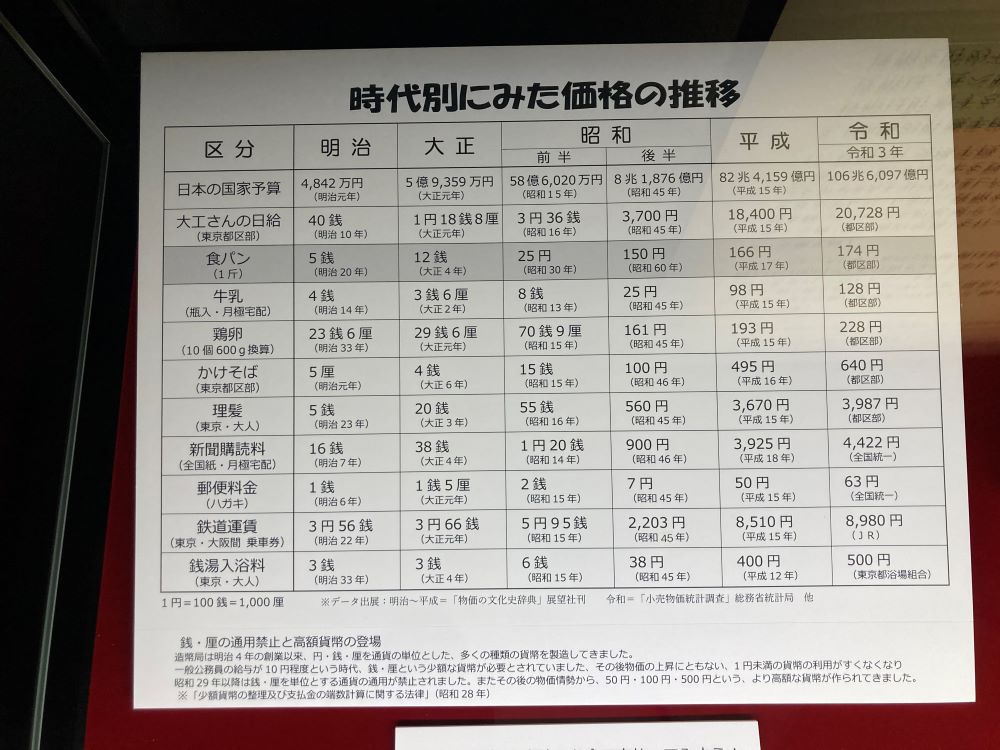 時代別にみた価格の推移
区分 明治 大正 昭和 平成 令和
前半 後半 令和3年
日本の国家予算 4,842万円 5億9,359万円 58億6,020万円 8兆1,876億円 82兆4,159億円 106兆6,097億円
(明治元年) (大正元年) (昭和15年) (昭和45年) (平成15年)
大工さんの日給 40銭 1円18銭8厘 3円36銭 3,700円 18,400円 20,728円
(東京都区部) (明治10年) (大正元年) (昭和16年) (昭和45年) (平成15年) (都区部)
食パン 5銭 12銭 25円 150円 166円 174円
(1斤) (明治20年) (大正4年) (昭和30年) (昭和60年) (平成17年) (都区部)
牛乳 4銭 3銭6厘 8銭 25円 98円 128円
(瓶入・月極宅配) (明治14年) (大正2年) (昭和13年) (昭和45年) (平成15年) (都区部)
鶏卵 23銭6厘 29銭6厘 70銭9厘 161円 193円 228円
(10個600g換算) (明治33年) (大正元年) (昭和15年) (昭和45年) (平成15年) (都区部)
かけそば 5厘 4銭 15銭 100円 495円 640円
(東京都区部) (明治元年) (大正6年) (昭和15年) (昭和46年) (平成16年) (都区部)
理髪 5銭 20銭 55銭 560円 3,670円 3,987円
(東京・大人) (明治23年) (大正3年) (昭和16年) (昭和45年) (平成15年) (都区部)
新聞購読料 16銭 38銭 1円20銭 900円 3,925円 4,422円
(全国紙・月極宅配) (明治7年) (大正4年) (昭和14年) (昭和46年) (平成18年) (全国統一)
郵便料金 1銭 1銭5厘 2銭 7円 50円 63円
(ハガキ) (明治6年) (大正元年) (昭和15年) (昭和45年) (平成15年) (全国統一)
鉄道運賃 3円56銭 3円66銭 5円95銭 2,203円 8,510円 8,980円
(東京・大阪間 乗車券) (明治22年) (大正元年) (昭和15年) (昭和45年) (平成15年) (JR)
銭湯入浴料 3銭 3銭 6銭 38円 400円 500円
(東京・大人) (明治33年) (大正4年) (昭和15年) (昭和45年) (平成12年) (東京都浴場組合)
1円=100銭=1,000厘 ※データ出展:明治~平成=「物価の文化史辞典」展望社刊 令和=「小売物価統計調査」総務省統計局 他
銭・厘の通用禁止と高額貨幣の登場
造幣局は明治4年の創業以来、円・銭・厘を通貨の単位とした、多くの種類の貨幣を製造してきました。
一般公務員の給与が10円程度という時代、銭・厘という少額な貨幣が必要とされていました、その後物価の上昇にともない、1円未満の貨幣の利用がすくなくなり
昭和29年以降は銭・厘を単位とする通貨の通用が禁止されました。またその後の物価情勢から、50円・100円・500円という、より高額な貨幣が作られてきました。
※「少額貨幣の整理及び支払金の端数計算に関する法律」(昭和28年)